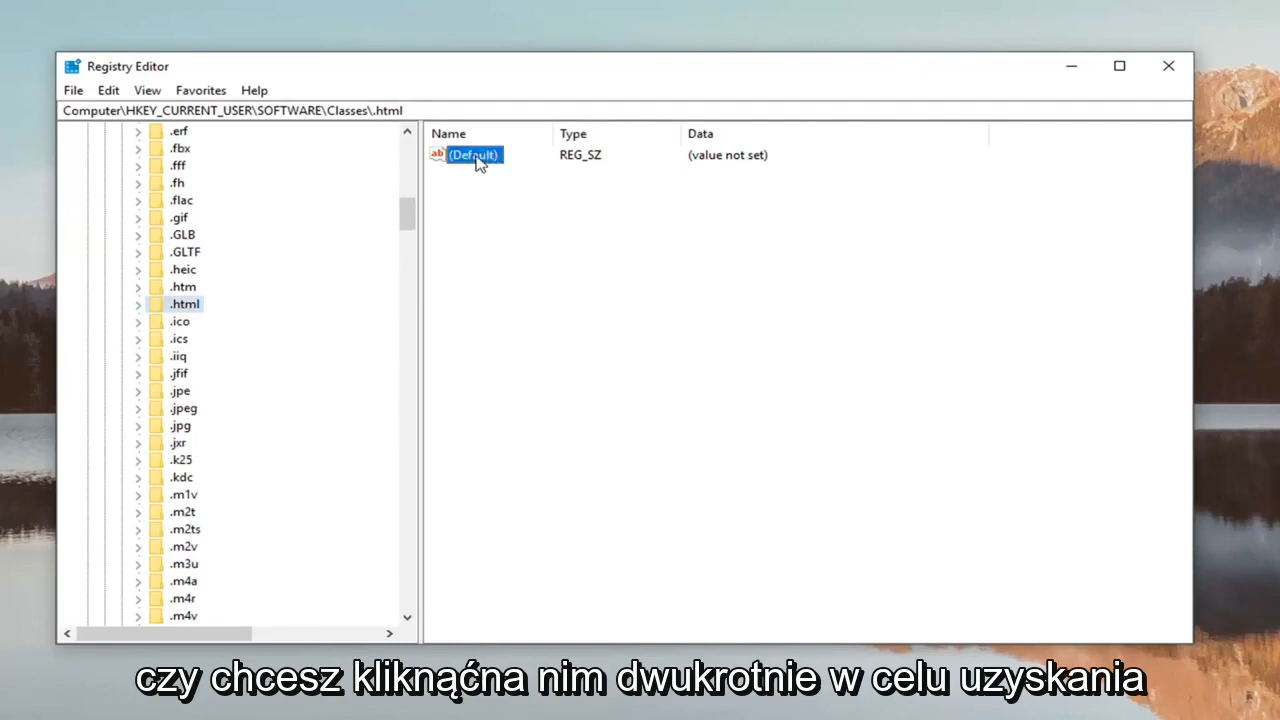 Registry Editor
File Edit View Favorites Help
Computer\HKEY_CURRENT_USER\SOFTWARE\Classes\.html
.erf
.fbx
.fff
.fh
.flac
.gif
.GLB
.GLTF
.heic
.htm
.html
.ico
.ics
.iiq
.jfif
.jpe
.jpeg
.jpg
.jxr
.k25
.kdc
.m1v
.m2t
.m2ts
.m2v
.m3u
.m4a
.m4r
.m4v
Name Type Data
ab (Default) REG_SZ (value not set)
czy chcesz kliknąćna nim dwukrotnie w celu uzyskania